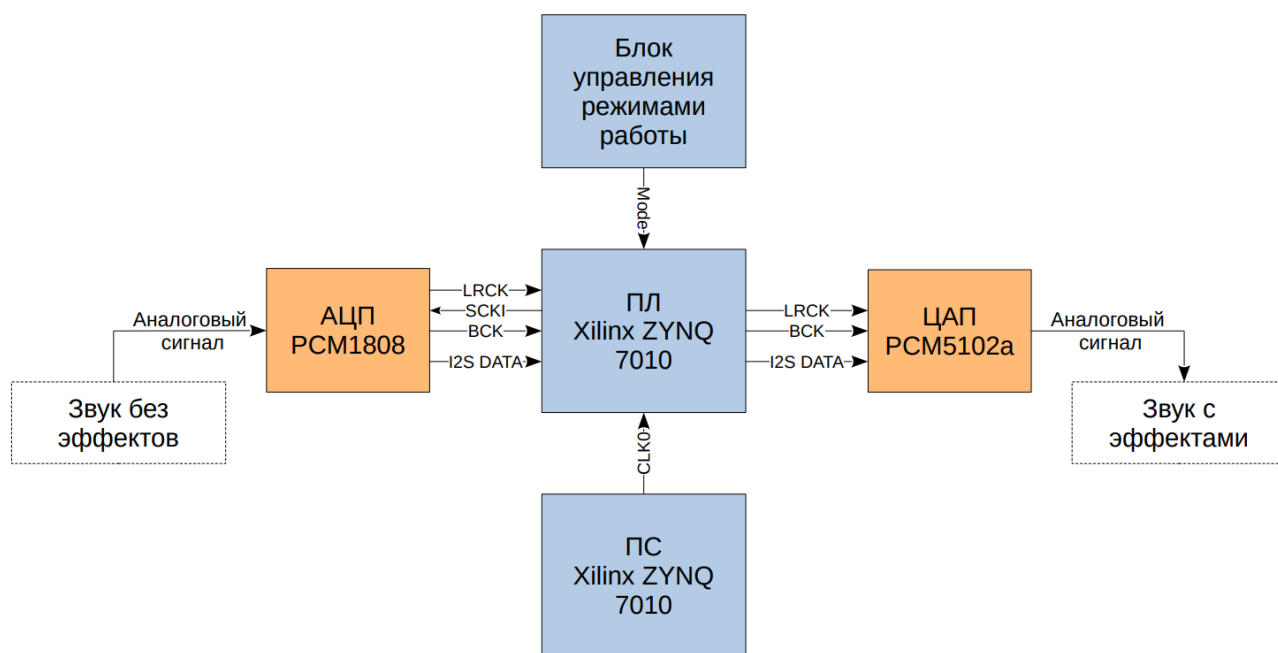 Блок
управления
режимами
работы
Mode
Аналоговый
сигнал
АЦП
PCM1808
LRCK
SCKI
BCK
I2S DATA
ПЛ
Xilinx ZYNQ
7010
LRCK
BCK
I2S DATA
ЦАП
PCM5102a
Аналоговый
сигнал
Звук без
эффектов
CLK0
Звук с
эффектами
ПС
Xilinx ZYNQ
7010